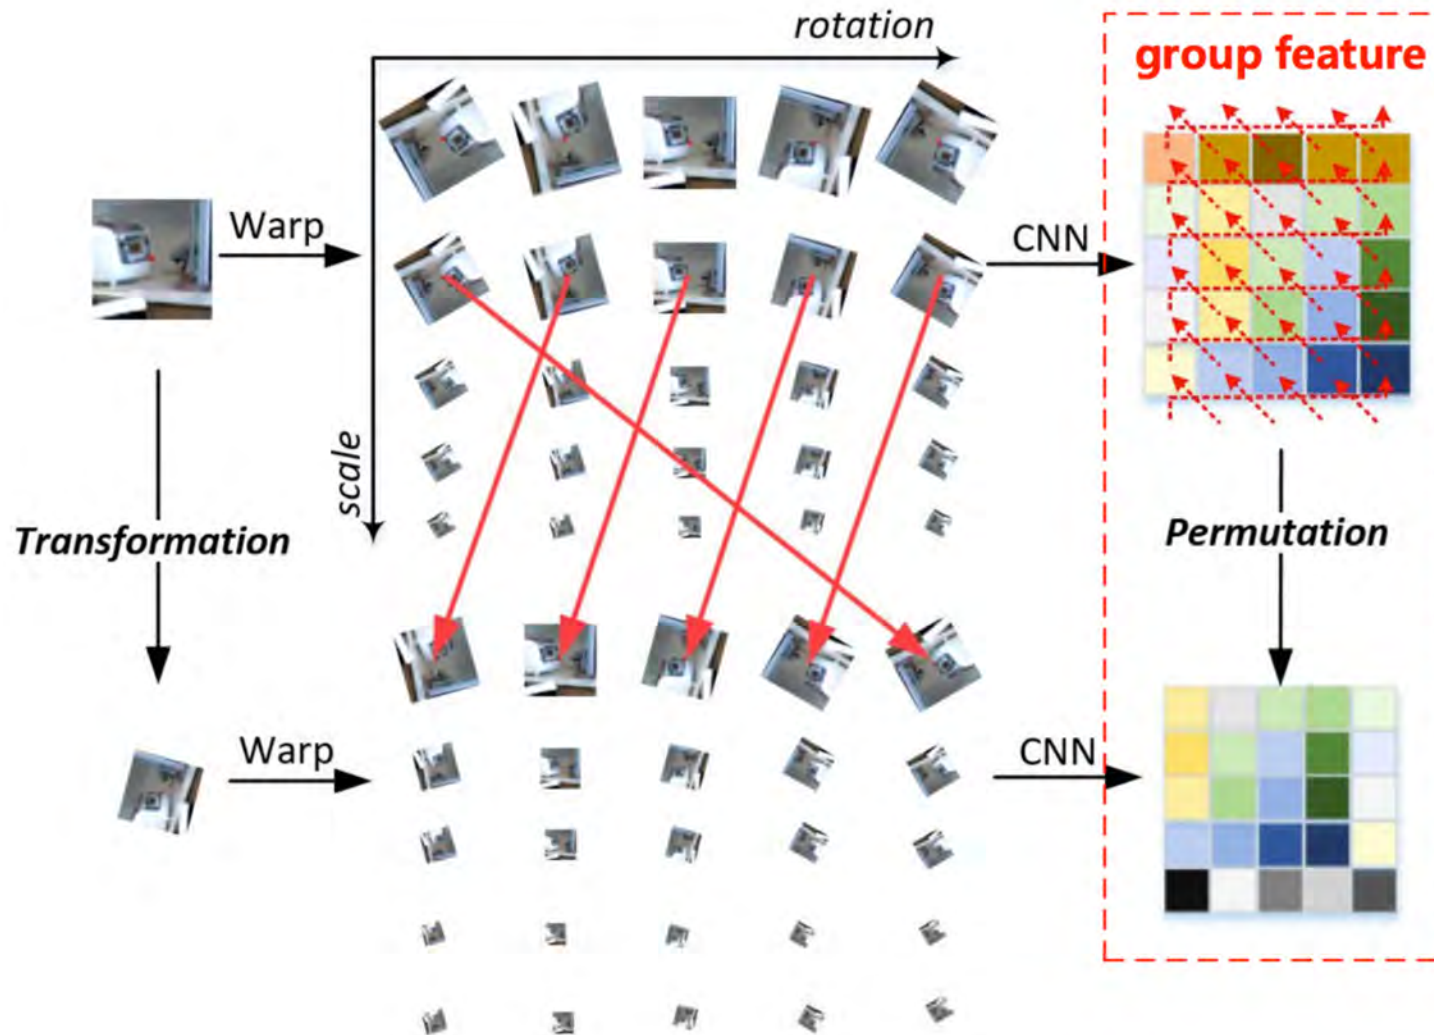 rotation
group feature
Warp
CNN
scale
Transformation
Permutation
Warp
CNN